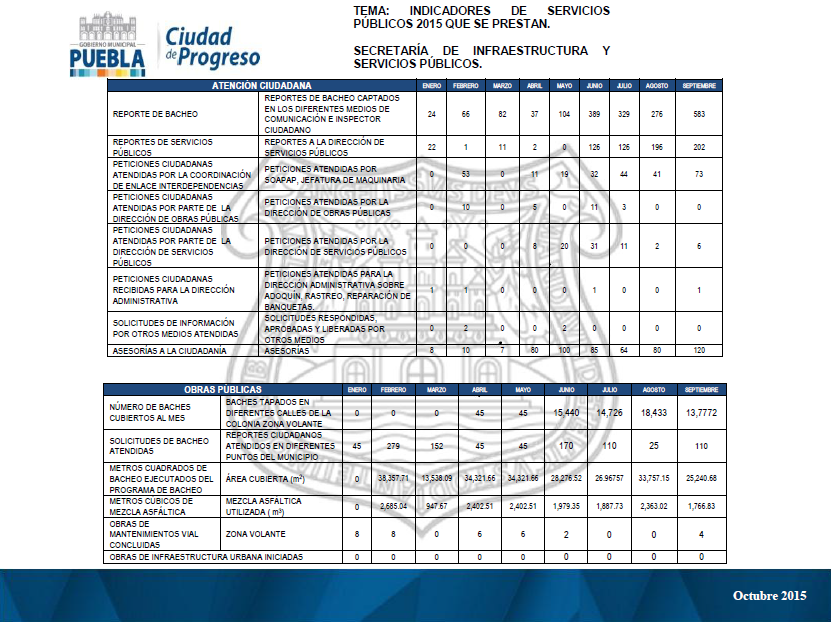 TEMA: INDICADORES DE SERVICIOS
PÚBLICOS 2015 QUE SE PRESTAN.
SECRETARÍA DE INFRAESTRUCTURA Y
SERVICIOS PÚBLICOS.
GOBIERNO MUNICIPAL
PUEBLA
Ciudad
de Progreso
ATENCIÓN CIUDADANA ENERO FEBRERO MARZO ABRIL MAYO JUNIO JULIO AGOSTO SEPTIEMBRE
REPORTE DE BACHEO
REPORTES DE BACHEO CAPTADOS
EN LOS DIFERENTES MEDIOS DE
COMUNICACIÓN E INSPECTOR
CIUDADANO
24 66 82 37 104 389 329 276 583
REPORTES DE SERVICIOS
PÚBLICOS
REPORTES A LA DIRECCIÓN DE
SERVICIOS PÚBLICOS
22 1 11 2 0 126 126 196 202
PETICIONES CIUDADANAS
ATENDIDAS POR LA COORDINACIÓN
DE ENLACE INTERDEPENDENCIAS
PETICIONES ATENDIDAS POR
SOAPAP, JEFATURA DE MAQUINARIA
0 53 0 11 19 32 44 41 73
PETICIONES CIUDADANAS
ATENDIDAS POR PARTE DE LA
DIRECCIÓN DE OBRAS PÚBLICAS
PETICIONES ATENDIDAS POR LA
DIRECCIÓN DE OBRAS PÚBLICAS
0 10 0 5 0 11 3 0 0
PETICIONES CIUDADANAS
ATENDIDAS POR PARTE DE LA
DIRECCIÓN DE SERVICIOS
PÚBLICOS
PETICIONES ATENDIDAS POR LA
DIRECCIÓN DE SERVICIOS PÚBLICOS
0 0 0 8 20 31 11 2 6
PETICIONES CIUDADANAS
RECIBIDAS PARA LA DIRECCIÓN
ADMINISTRATIVA
PETICIONES ATENDIDAS PARA LA
DIRECCIÓN ADMINISTRATIVA SOBRE
ADOQUÍN, RASTREO, REPARACIÓN DE
BANQUETAS.
1 1 0 0 0 1 0 0 1
SOLICITUDES DE INFORMACIÓN
POR OTROS MEDIOS ATENDIDAS
SOLICITUDES RESPONDIDAS,
APROBADAS Y LIBERADAS POR
OTROS MEDIOS
0 2 0 0 2 0 0 0 0
ASESORÍAS A LA CIUDADANÍA ASESORÍAS 8 10 7 80 100 85 64 80 120
OBRAS PÚBLICAS ENERO FEBRERO MARZO ABRIL MAYO JUNIO JULIO AGOSTO SEPTIEMBRE
NÚMERO DE BACHES
CUBIERTOS AL MES
BACHES TAPADOS EN
DIFERENTES CALLES DE LA
COLONIA ZONA VOLANTE
0 0 0 45 45 15,440 14,726 18,433 13,7772
SOLICITUDES DE BACHEO
ATENDIDAS
REPORTES CIUDADANOS
ATENDIDOS EN DIFERENTES
PUNTOS DEL MUNICIPIO
45 279 152 45 45 170 110 25 110
METROS CUADRADOS DE
BACHEO EJECUTADOS DEL
PROGRAMA DE BACHEO
ÁREA CUBIERTA (m²)
0 38,357.71 13,538.09 34,321.66 34,321.66 28,276.52 26.96757 33,757.15 25,240.68
METROS CÚBICOS DE
MEZCLA ASFÁLTICA
MEZCLA ASFÁLTICA
UTILIZADA ( m³)
0 2,685.04 947.67 2,402.51 2,402.51 1,979.35 1,887.73 2,363.02 1,766.83
OBRAS DE
MANTENIMIENTOS VIAL
CONCLUIDAS
ZONA VOLANTE
8 8 0 6 6 2 0 0 4
OBRAS DE INFRAESTRUCTURA URBANA INICIADAS 0 0 0 0 0 0 0 0 0
Octubre 2015